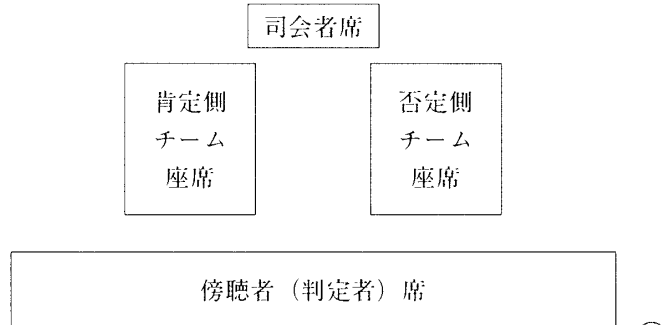 司会者席
肯定側
チーム
座席
否定側
チーム
座席
傍聴者（判定者）席